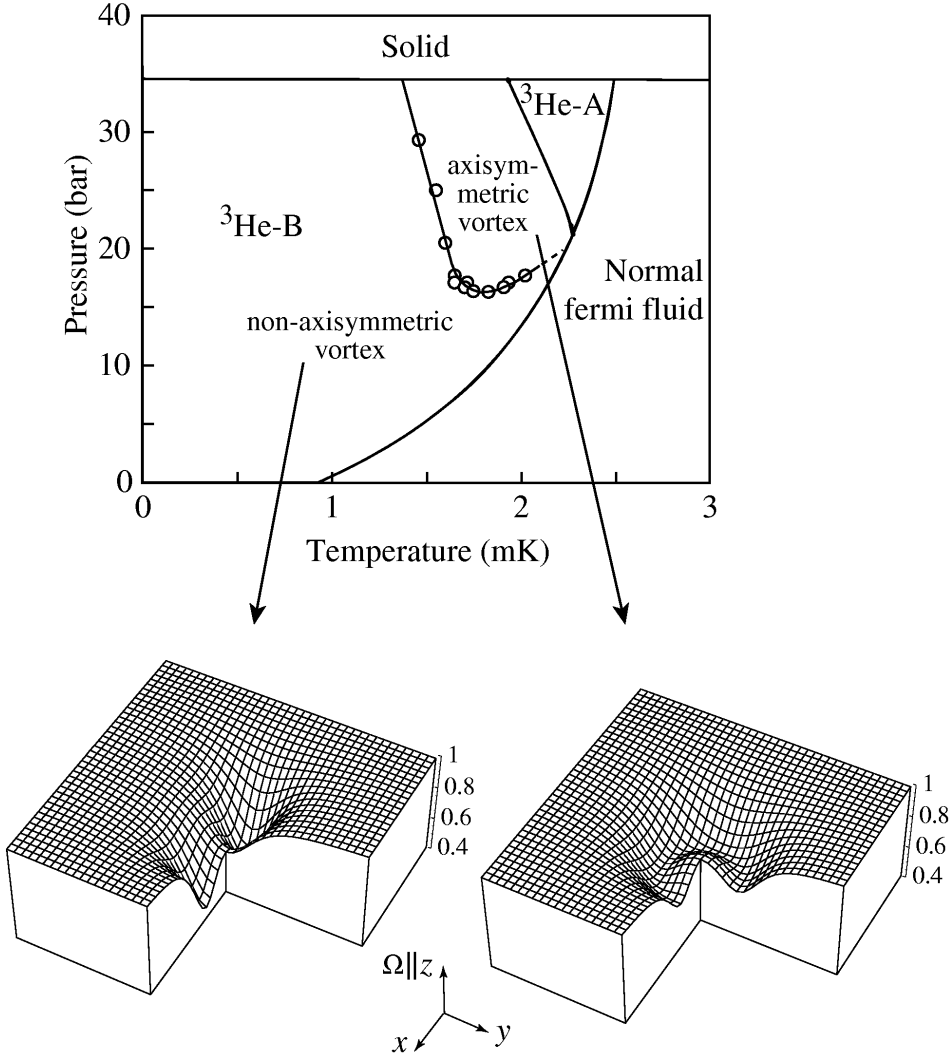 40
Solid
³He-A
30
axisym-
metric
vortex
³He-B
Pressure (bar)
20
Normal
fermi fluid
non-axisymmetric
vortex
10
0
0
1
2
3
Temperature (mK)
1
0.8
0.6
0.4
1
0.8
0.6
0.4
Ω||z
x
y